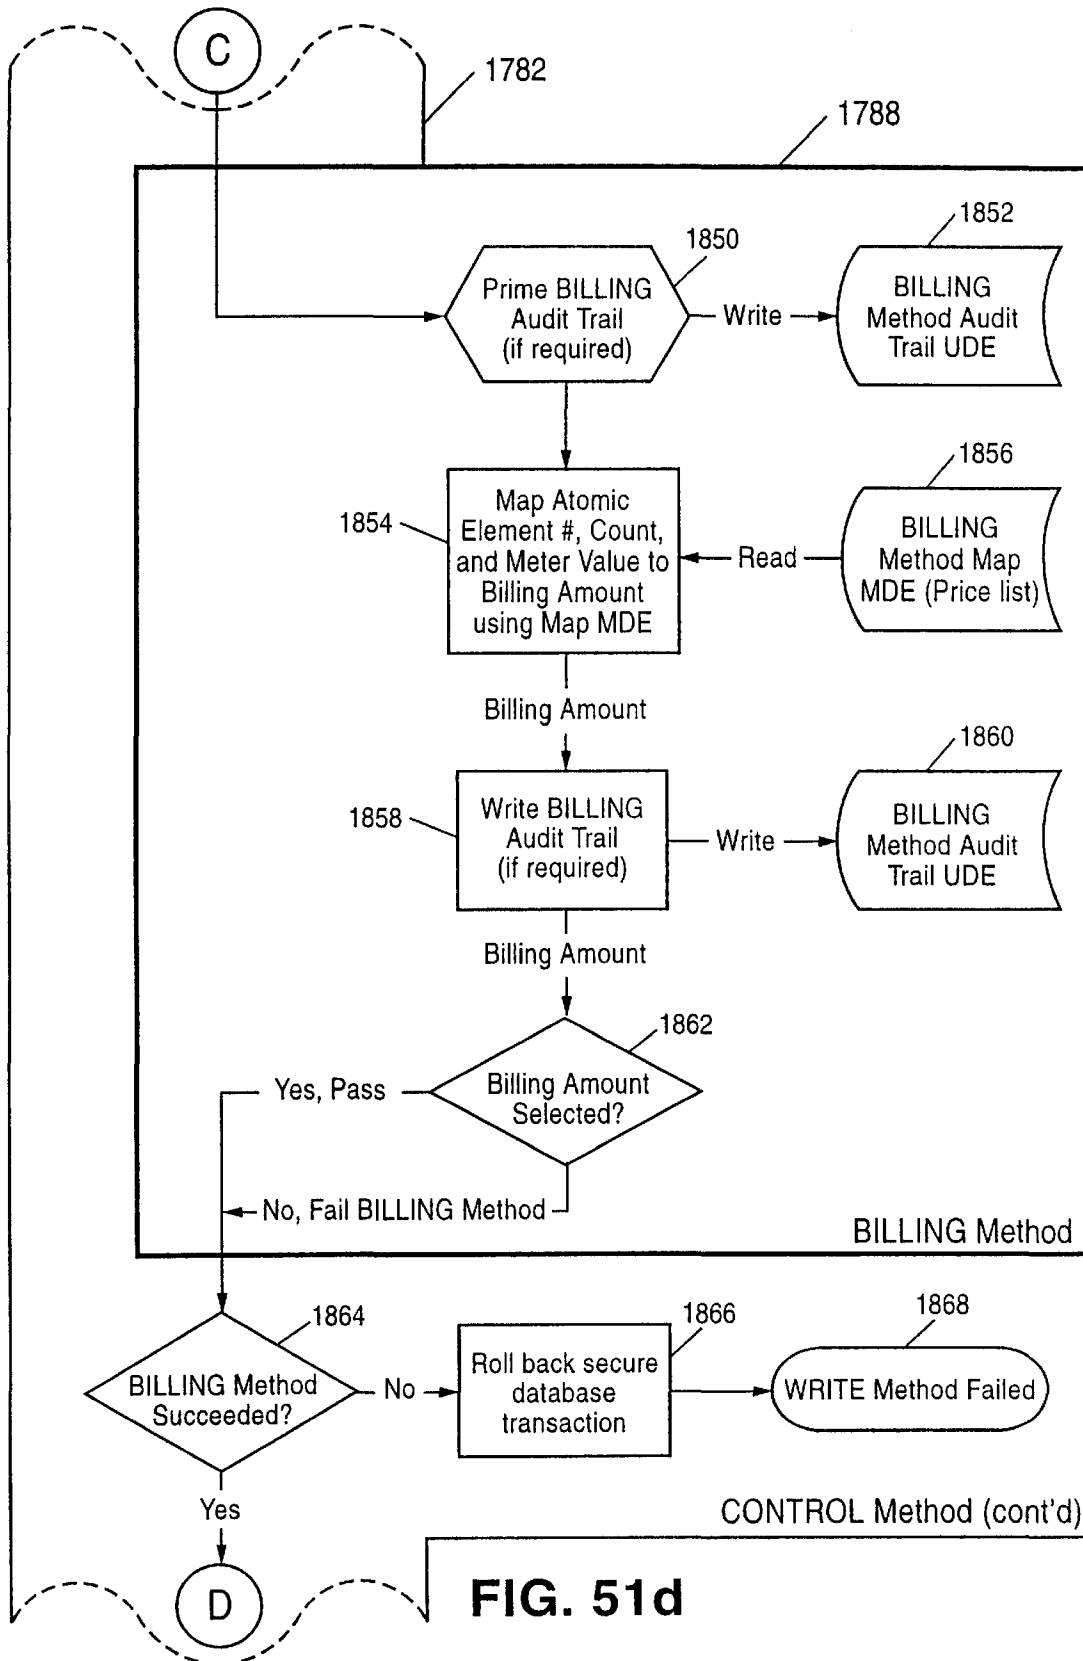 C
1782
1788
1850
1852
Prime BILLING
Audit Trail
(if required)
Write
BILLING
Method Audit
Trail UDE
1854
Map Atomic
Element #, Count,
and Meter Value to
Billing Amount
using Map MDE
Read
1856
BILLING
Method Map
MDE (Price list)
Billing Amount
1858
Write BILLING
Audit Trail
(if required)
Write
1860
BILLING
Method Audit
Trail UDE
Billing Amount
1862
Billing Amount
Selected?
Yes, Pass
No, Fail BILLING Method
BILLING Method
1864
BILLING Method
Succeeded?
No
1866
Roll back secure
database
transaction
1868
WRITE Method Failed
Yes
CONTROL Method (cont'd)
D
FIG. 51d